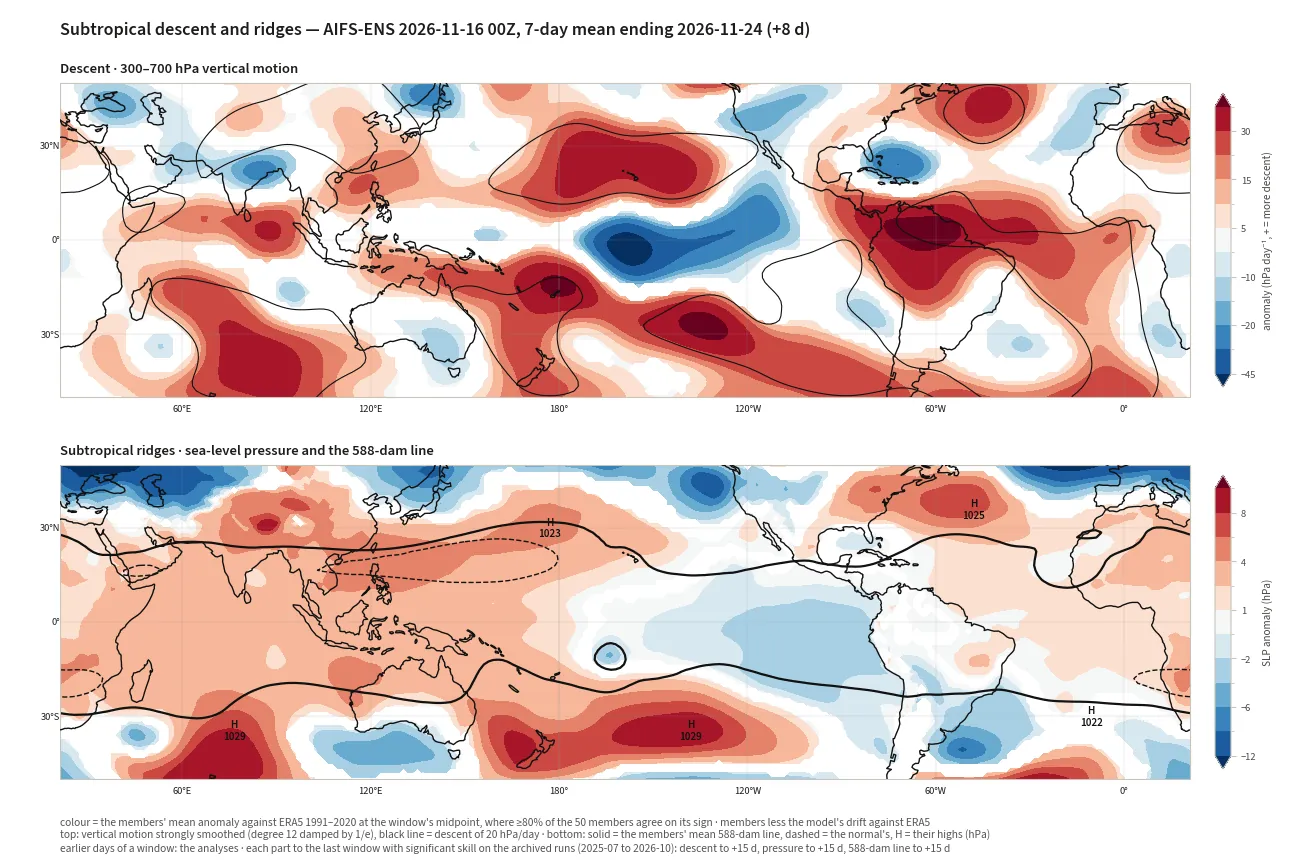 Subtropical descent and ridges — AIFS-ENS 2026-11-16 00Z, 7-day mean ending 2026-11-24 (+8 d)
Descent · 300–700 hPa vertical motion
30°N
0°
30°S
60°E
120°E
180°
120°W
60°W
0°
30
15
5
−10
−20
−45
anomaly (hPa day⁻¹, + = more descent)
Subtropical ridges · sea-level pressure and the 588-dam line
H
1023
H
1025
H
1029
H
1029
H
1022
30°N
0°
30°S
60°E
120°E
180°
120°W
60°W
0°
8
4
1
−2
−6
−12
SLP anomaly (hPa)
colour = the members' mean anomaly against ERA5 1991–2020 at the window's midpoint, where ≥80% of the 50 members agree on its sign · members less the model's drift against ERA5
top: vertical motion strongly smoothed (degree 12 damped by 1/e), black line = descent of 20 hPa/day · bottom: solid = the members' mean 588-dam line, dashed = the normal's, H = their highs (hPa)
earlier days of a window: the analyses · each part to the last window with significant skill on the archived runs (2025-07 to 2026-10): descent to +15 d, pressure to +15 d, 588-dam line to +15 d